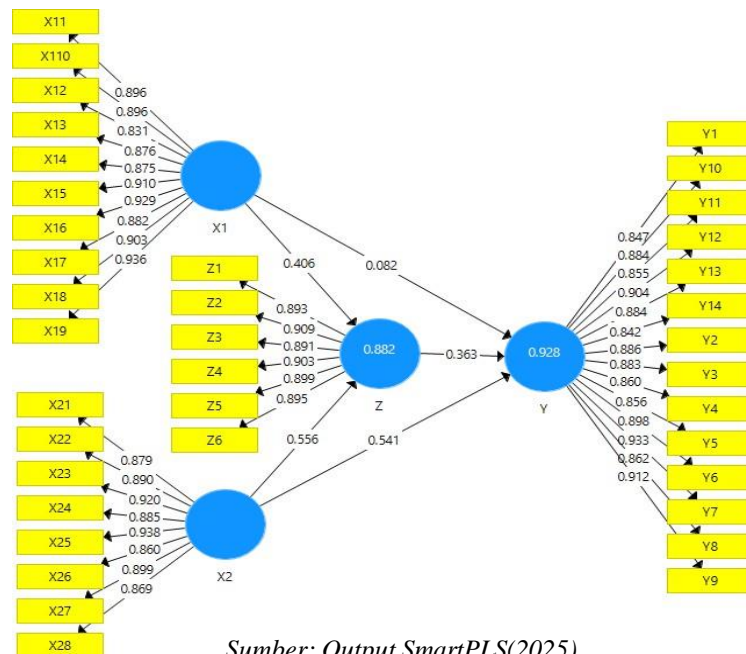 X11
X110
X12
X13
X14
X15
X16
X17
X18
X19
0.896
0.896
0.831
0.876
0.875
0.910
0.929
0.882
0.903
0.936
X1
0.406
0.082
Z1
Z2
Z3
Z4
Z5
Z6
0.893
0.909
0.891
0.903
0.899
0.895
0.882
Z
0.363
0.928
Y
0.556
0.541
X21
X22
X23
X24
X25
X26
X27
X28
0.879
0.890
0.920
0.885
0.938
0.860
0.899
0.869
X2
0.847
0.884
0.855
0.904
0.884
0.842
0.886
0.883
0.860
0.856
0.898
0.933
0.862
0.912
Y1
Y10
Y11
Y12
Y13
Y14
Y2
Y3
Y4
Y5
Y6
Y7
Y8
Y9
Sumber: Output SmartPLS(2025)